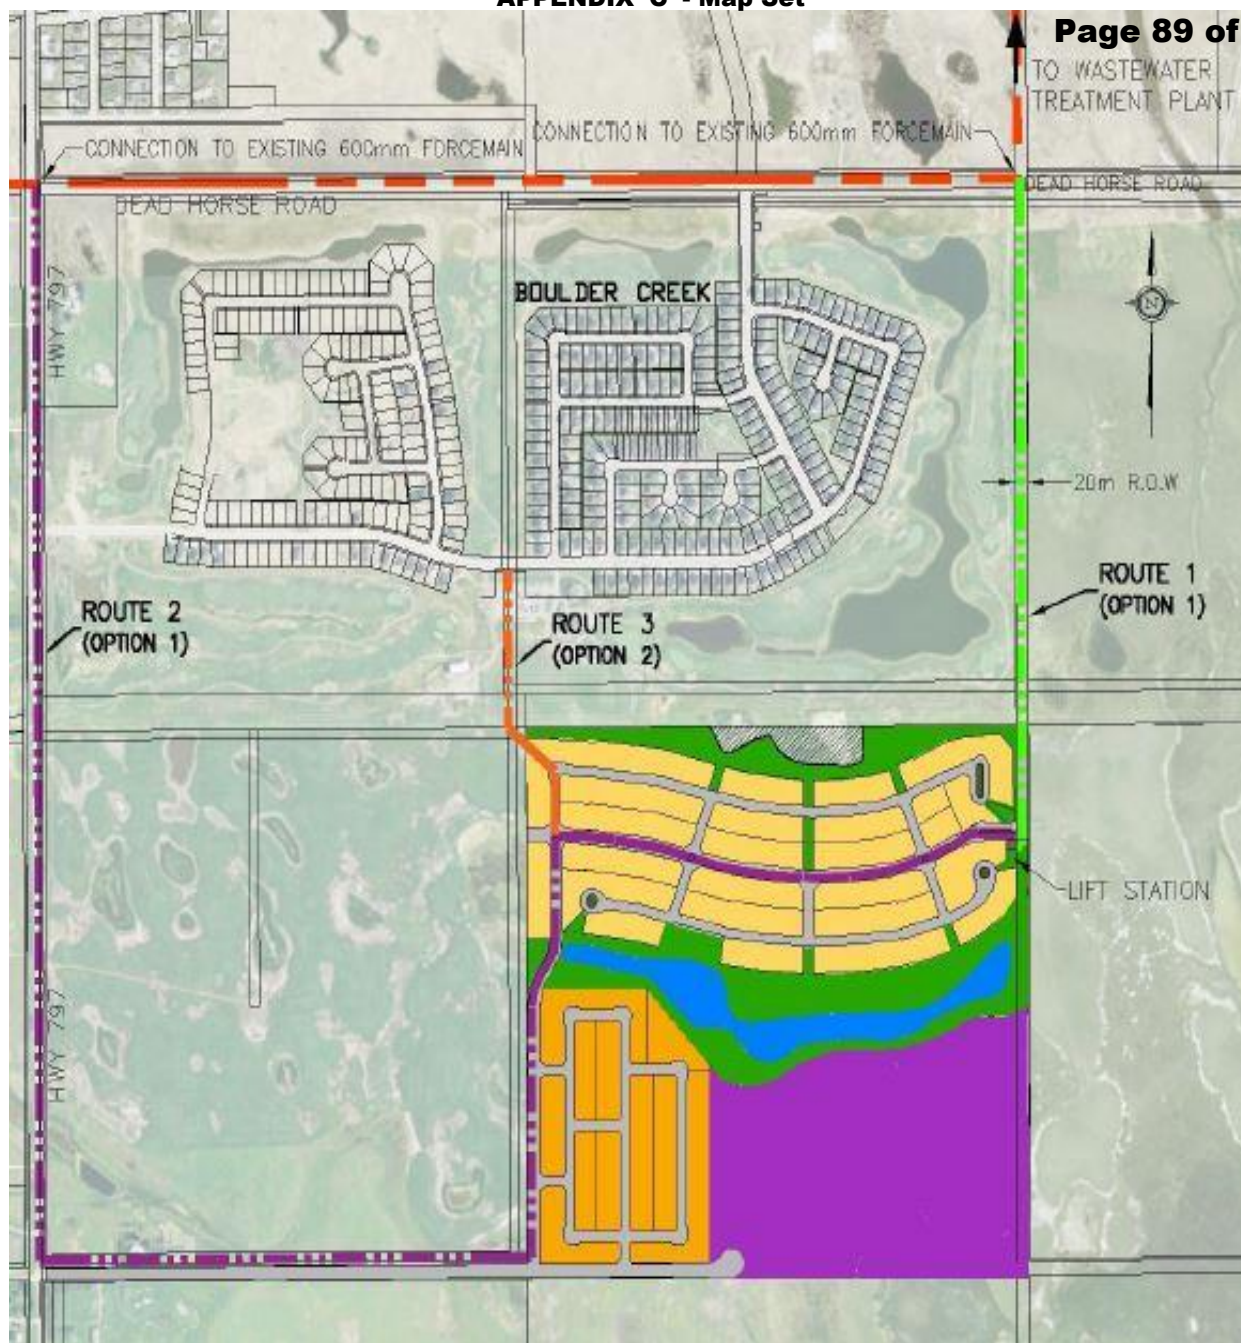 APPENDIX 'C' - Map Set
Page 89 of
TO WASTEWATER
TREATMENT PLANT
CONNECTION TO EXISTING 600mm FORCEMAIN
CONNECTION TO EXISTING 600mm FORCEMAIN
DEAD HORSE ROAD
DEAD HORSE ROAD
HWY 797
BOULDER CREEK
N
20m R.O.W
ROUTE 1
(OPTION 1)
ROUTE 2
(OPTION 1)
ROUTE 3
(OPTION 2)
LIFT STATION
HWY 797